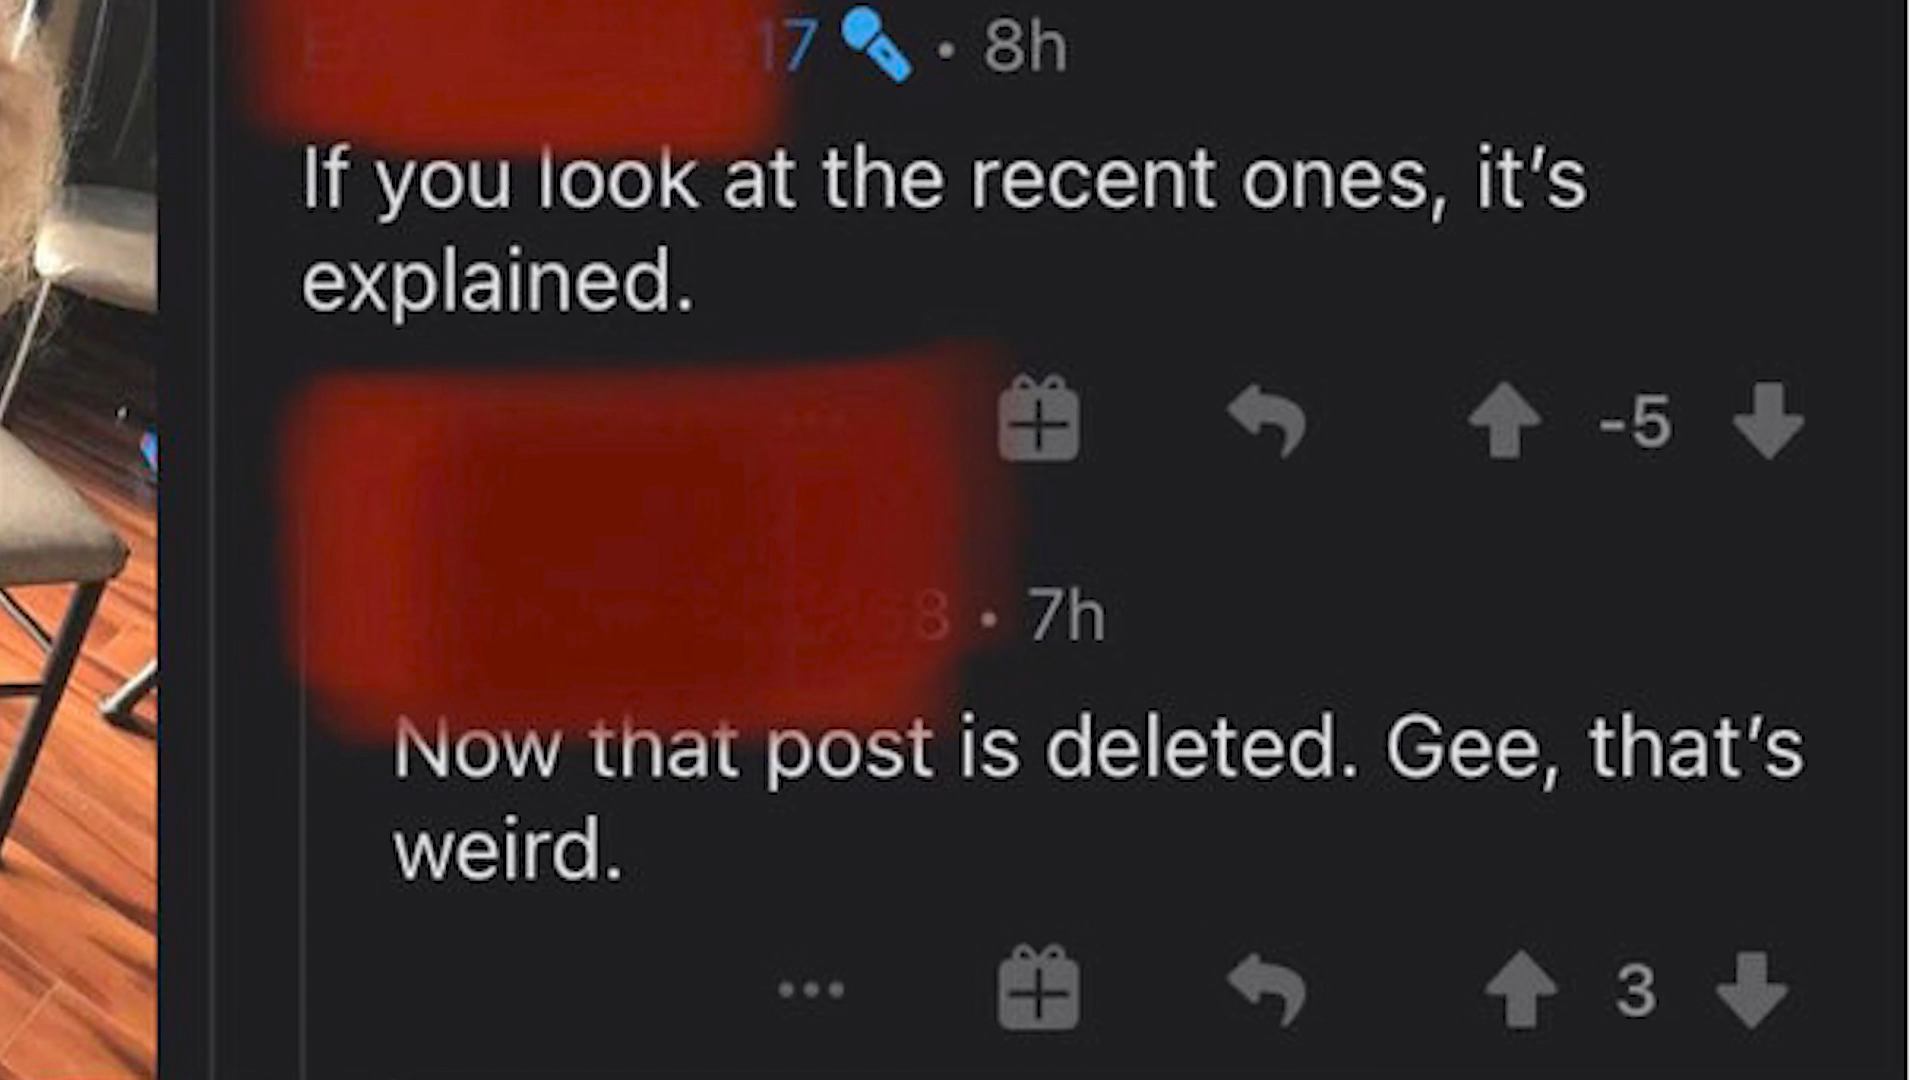 17 • 8h
If you look at the recent ones, it’s
explained.
-5
8 • 7h
Now that post is deleted. Gee, that’s
weird.
3